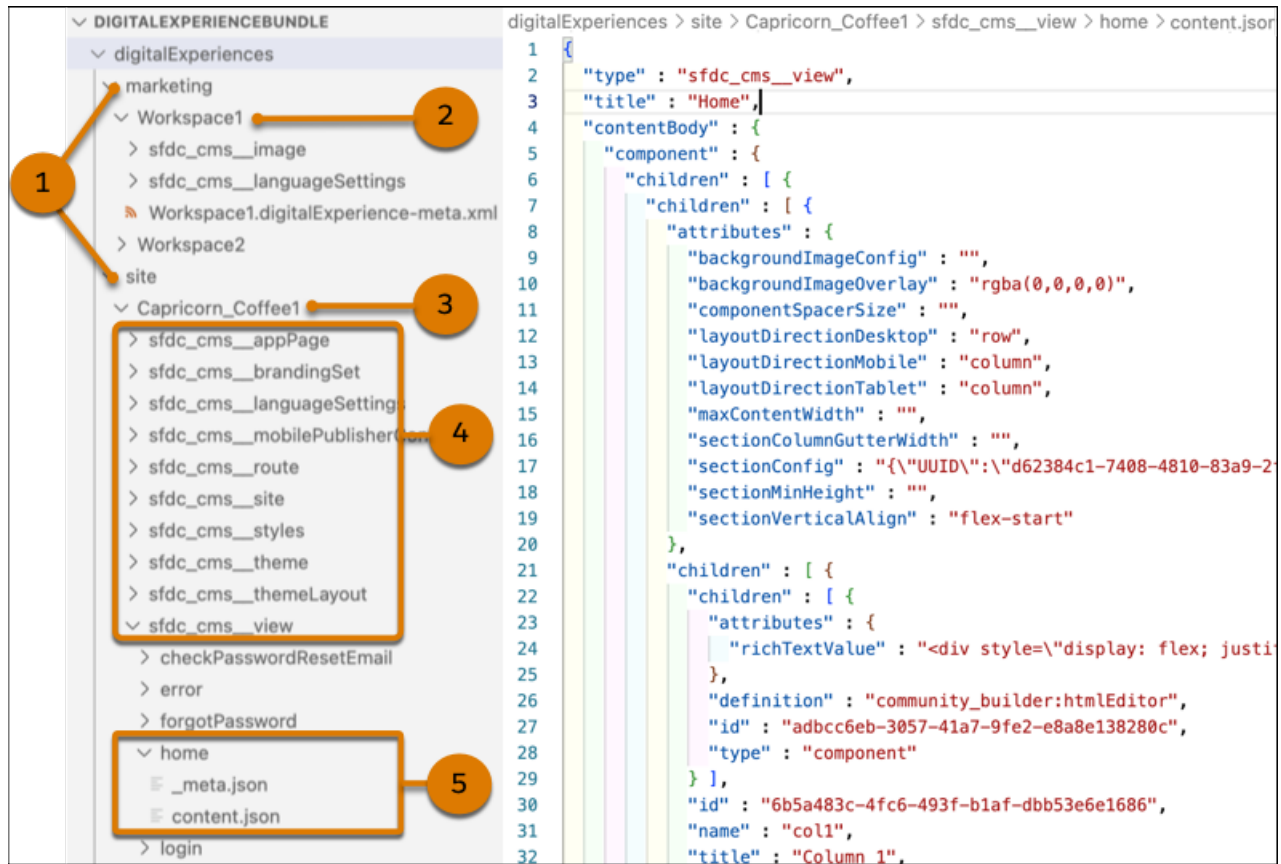 DIGITALEXPERIENCEBUNDLE
digitalExperiences
marketing
Workspace1
2
sfdc_cms__image
1
sfdc_cms__languageSettings
Workspace1.digitalExperience-meta.xml
Workspace2
site
Capricorn_Coffee1
3
sfdc_cms__appPage
sfdc_cms__brandingSet
sfdc_cms__languageSettings
sfdc_cms__mobilePublisherCon
4
sfdc_cms__route
sfdc_cms__site
sfdc_cms__styles
sfdc_cms__theme
sfdc_cms__themeLayout
sfdc_cms__view
checkPasswordResetEmail
error
forgotPassword
home
_meta.json
5
content.json
login
digitalExperiences > site > Capricorn_Coffee1 > sfdc_cms__view > home > content.json
1 {
2 "type" : "sfdc_cms__view",
3 "title" : "Home",
4 "contentBody" : {
5 "component" : {
6 "children" : [ {
7 "children" : [ {
8 "attributes" : {
9 "backgroundImageConfig" : "",
10 "backgroundImageOverlay" : "rgba(0,0,0,0)",
11 "componentSpacerSize" : "",
12 "layoutDirectionDesktop" : "row",
13 "layoutDirectionMobile" : "column",
14 "layoutDirectionTablet" : "column",
15 "maxContentWidth" : "",
16 "sectionColumnGutterWidth" : "",
17 "sectionConfig" : "{\"UUID\":\"d62384c1-7408-4810-83a9-2
18 "sectionMinHeight" : "",
19 "sectionVerticalAlign" : "flex-start"
20 },
21 "children" : [ {
22 "children" : [ {
23 "attributes" : {
24 "richTextValue" : "<div style=\"display: flex; justi
25 },
26 "definition" : "community_builder:htmlEditor",
27 "id" : "adbcc6eb-3057-41a7-9fe2-e8a8e138280c",
28 "type" : "component"
29 } ],
30 "id" : "6b5a483c-4fc6-493f-b1af-dbb53e6e1686",
31 "name" : "col1",
32 "title" : "Column 1",